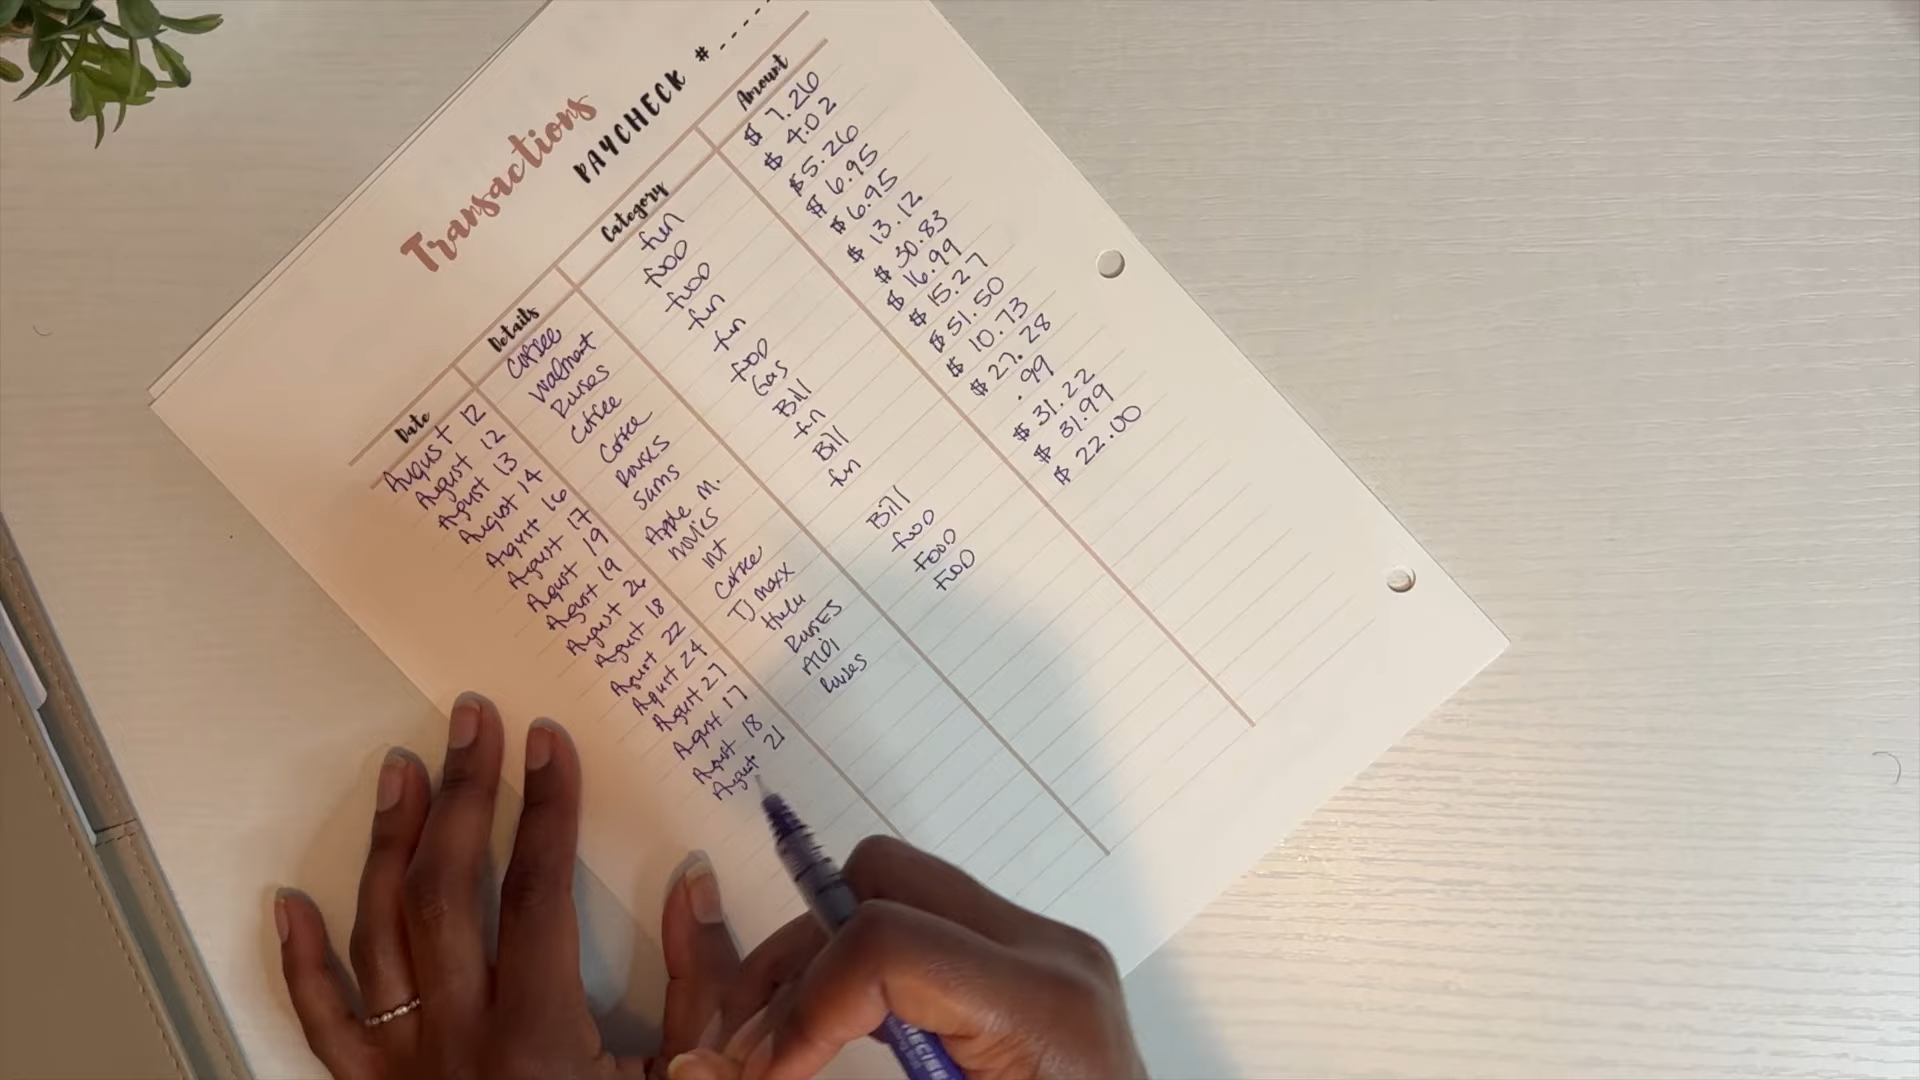 Transactions
PAYCHECK #
Date Details Category Amount
August 12 Coffee fun $ 7.26
August 12 Walmart food $ 4.02
August 13 Rouses food $5.26
August 14 Coffee fun $ 6.95
August 16 Coffee fun $ 6.95
August 17 Rouses food $ 13.12
August 19 Sams Gas $ 30.83
August 19 Apple M. Bill $ 16.99
August 26 Movies fun $ 15.27
August 18 Int Bill $51.50
August 22 Coffee fun $ 10.73
August 24 TJ Maxx $27.28
August 27 Hulu Bill .99
August 17 Rouses food $ 31.22
August 18 Aldi Food $ 31.99
August 21 Rouses Food $ 22.00